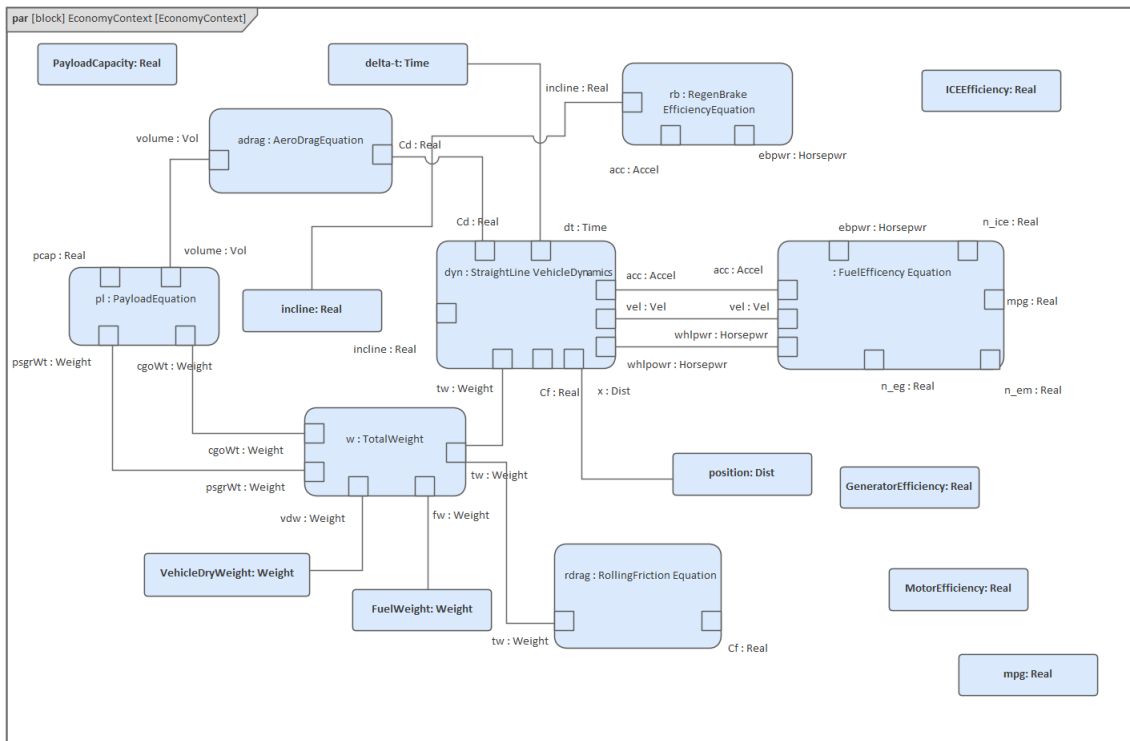 par [block] EconomyContext [EconomyContext]
PayloadCapacity: Real
delta-t: Time
incline : Real
rb : RegenBrake
EfficiencyEquation
ICEEfficiency: Real
volume : Vol
adrag : AeroDragEquation
Cd : Real
acc : Accel
ebpwr : Horsepwr
Cd : Real
dt : Time
ebpwr : Horsepwr
n_ice : Real
pcap : Real
volume : Vol
dyn : StraightLine VehicleDynamics
acc : Accel
acc : Accel
: FuelEfficency Equation
pl : PayloadEquation
incline: Real
vel : Vel
vel : Vel
mpg : Real
incline : Real
whlpwr : Horsepwr
psgrWt : Weight
cgoWt : Weight
whlpowr : Horsepwr
tw : Weight
Cf : Real
x : Dist
n_eg : Real
n_em : Real
w : TotalWeight
cgoWt : Weight
tw : Weight
position: Dist
psgrWt : Weight
GeneratorEfficiency: Real
vdw : Weight
fw : Weight
VehicleDryWeight: Weight
rdrag : RollingFriction Equation
MotorEfficiency: Real
FuelWeight: Weight
tw : Weight
Cf : Real
mpg: Real